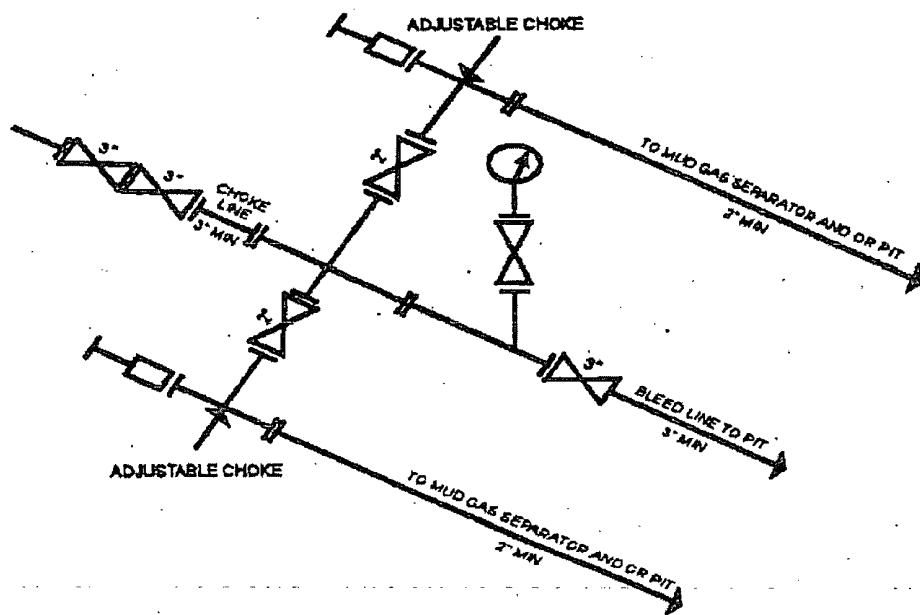 ADJUSTABLE CHOKE
3"
3"
CHOKE
LINE
3" MIN
2"
TO MUD GAS SEPARATOR AND OR PIT
2" MIN
2"
3"
BLEED LINE TO PIT
3" MIN
ADJUSTABLE CHOKE
TO MUD GAS SEPARATOR AND OR PIT
2" MIN